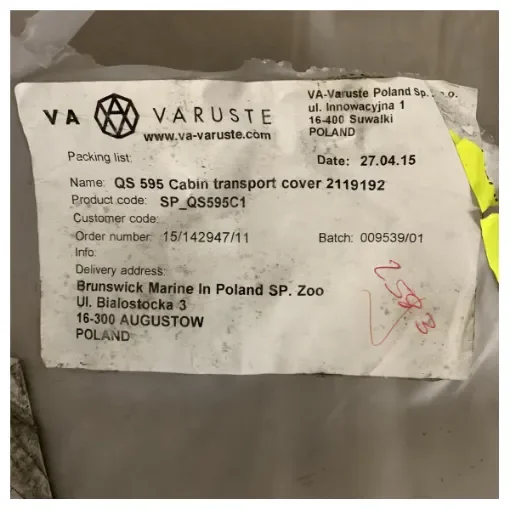 VA VARUSTE
www.va-varuste.com
VA-Varuste Poland Sp. z o.o.
ul. Innowacyjna 1
16-400 Suwalki
POLAND
Packing list:
Date: 27.04.15
Name: QS 595 Cabin transport cover 2119192
Product code: SP_QS595C1
Customer code:
Order number: 15/142947/11 Batch: 009539/01
Info:
Delivery address:
Brunswick Marine In Poland SP. Zoo
Ul. Bialostocka 3
16-300 AUGUSTOW
POLAND